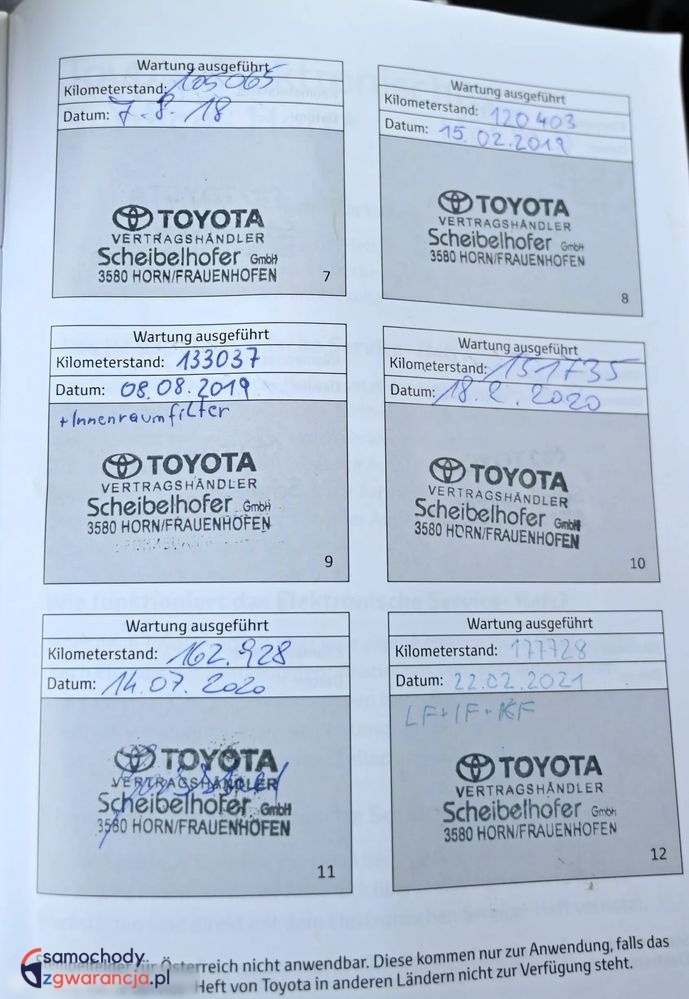 Wartung ausgeführt
Kilometerstand: 105065
Datum: 7.8.18
TOYOTA
VERTRAGSHÄNDLER
Scheibelhofer GmbH
3580 HORN/FRAUENHOFEN
7
Wartung ausgeführt
Kilometerstand: 120403
Datum: 15.02.2019
TOYOTA
VERTRAGSHÄNDLER
Scheibelhofer GmbH
3580 HORN/FRAUENHOFEN
8
Wartung ausgeführt
Kilometerstand: 133037
Datum: 08.08.2019
+Innenraumfilter
TOYOTA
VERTRAGSHÄNDLER
Scheibelhofer GmbH
3580 HORN/FRAUENHOFEN
9
Wartung ausgeführt
Kilometerstand: 151735
Datum: 18.2.2020
TOYOTA
VERTRAGSHÄNDLER
Scheibelhofer GmbH
3580 HORN/FRAUENHOFEN
10
Wartung ausgeführt
Kilometerstand: 162.928
Datum: 14.07.2020
TOYOTA
VERTRAGSHÄNDLER
Scheibelhofer GmbH
3580 HORN/FRAUENHOFEN
11
Wartung ausgeführt
Kilometerstand: 177728
Datum: 22.02.2021
LF+IF+KF
TOYOTA
VERTRAGSHÄNDLER
Scheibelhofer GmbH
3580 HORN/FRAUENHOFEN
12
für Österreich nicht anwendbar. Diese kommen nur zur Anwendung, falls das
Heft von Toyota in anderen Ländern nicht zur Verfügung steht.
samochody
zgwarancja.pl